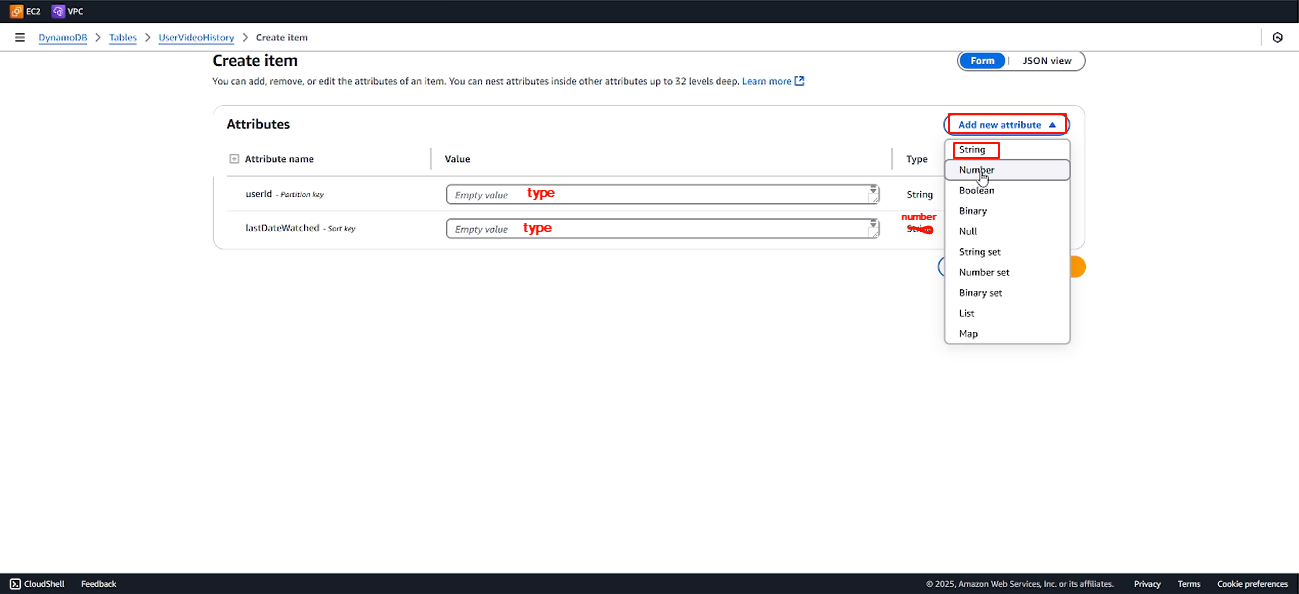 EC2 VPC
DynamoDB > Tables > UserVideoHistory > Create item
Create item
Form JSON view
You can add, remove, or edit the attributes of an item. You can nest attributes inside other attributes up to 32 levels deep. Learn more
Attributes
Add new attribute
Attribute name Value Type
userId - Partition key Empty value type String
lastDateWatched - Sort key Empty value type number
String
String
Number
Boolean
Binary
Null
String set
Number set
Binary set
List
Map
CloudShell Feedback © 2025, Amazon Web Services, Inc. or its affiliates. Privacy Terms Cookie preferences